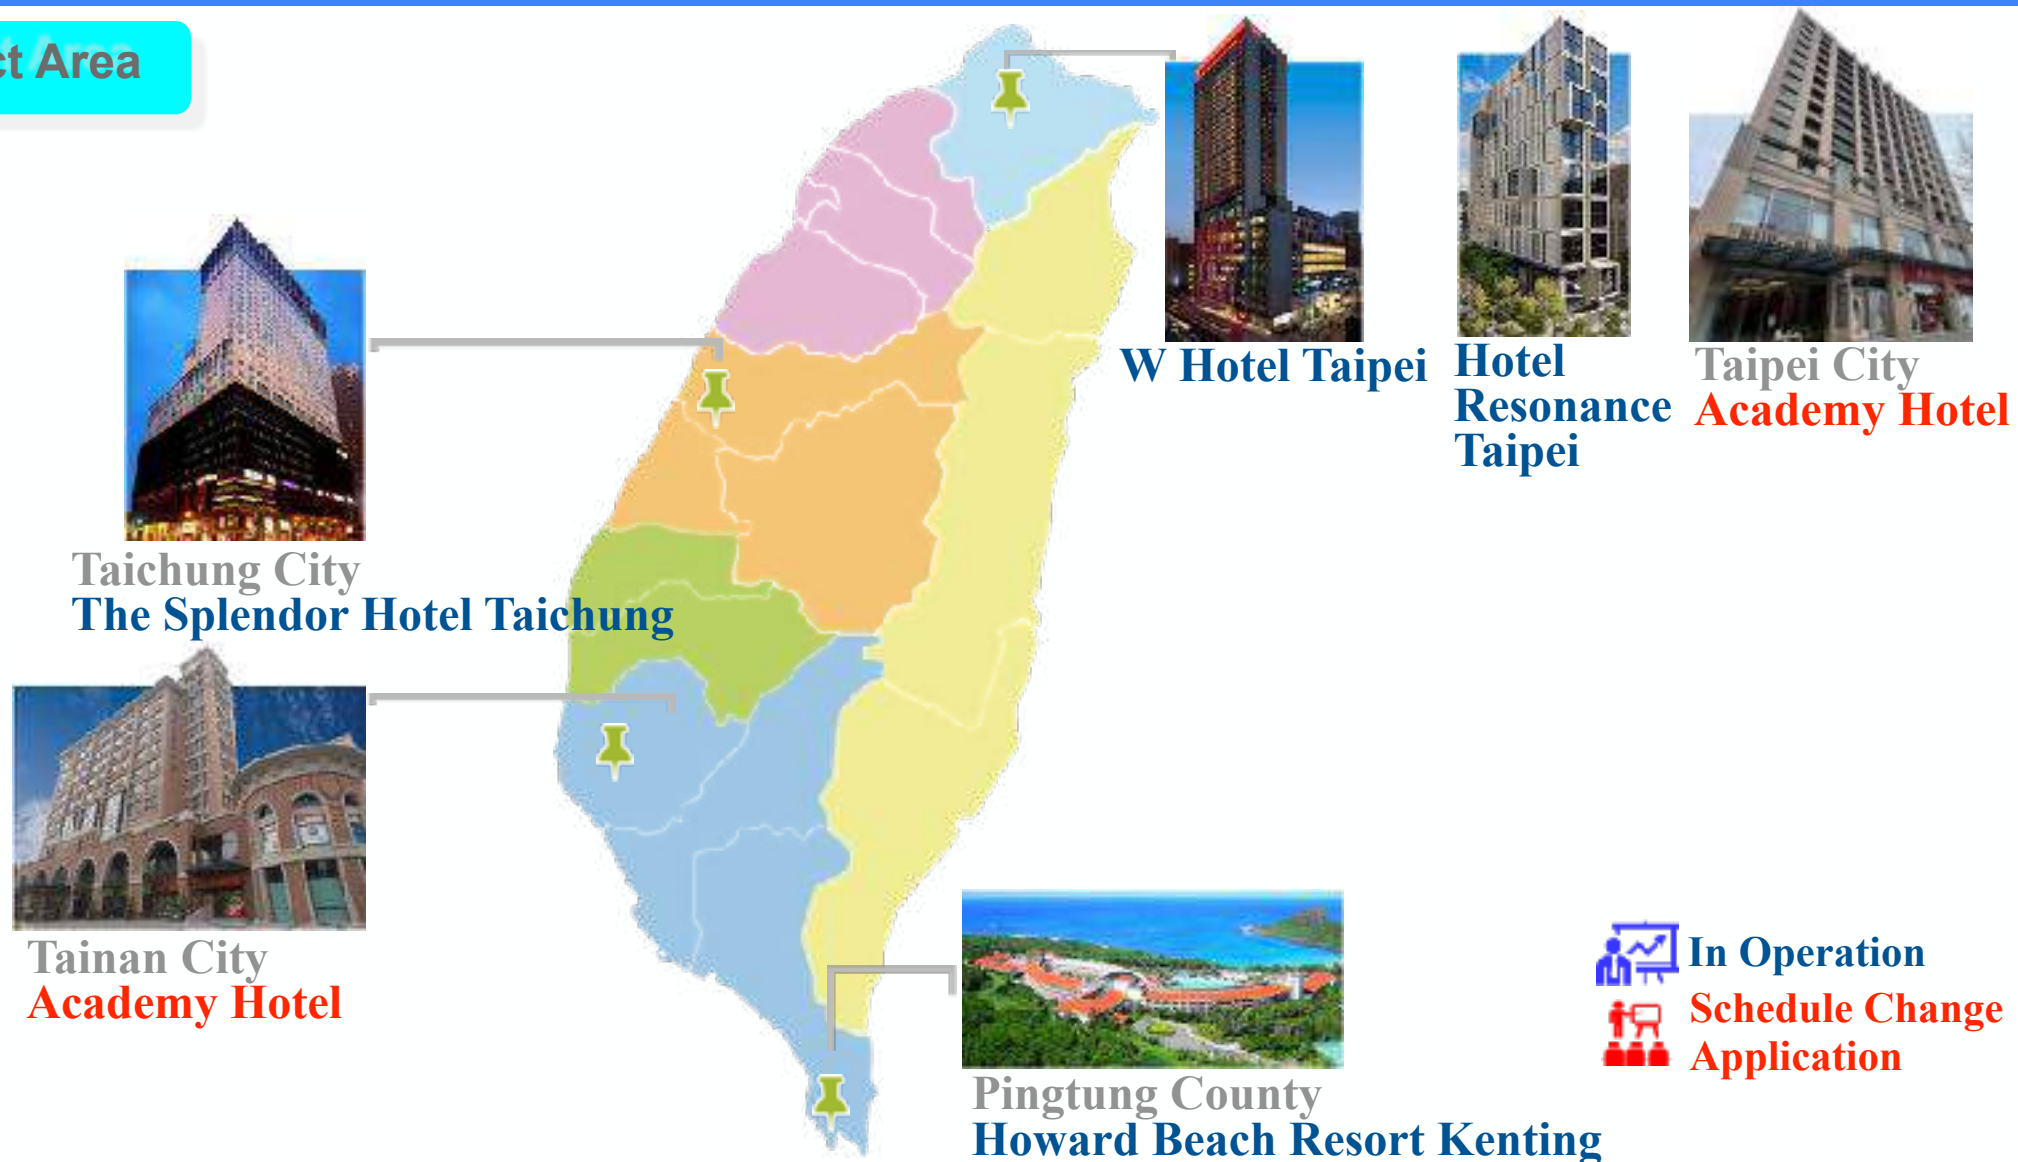 Area
W Hotel Taipei
Hotel
Resonance
Taipei
Taipei City
Academy Hotel
Taichung City
The Splendor Hotel Taichung
Tainan City
Academy Hotel
Pingtung County
Howard Beach Resort Kenting
In Operation
Schedule Change
Application